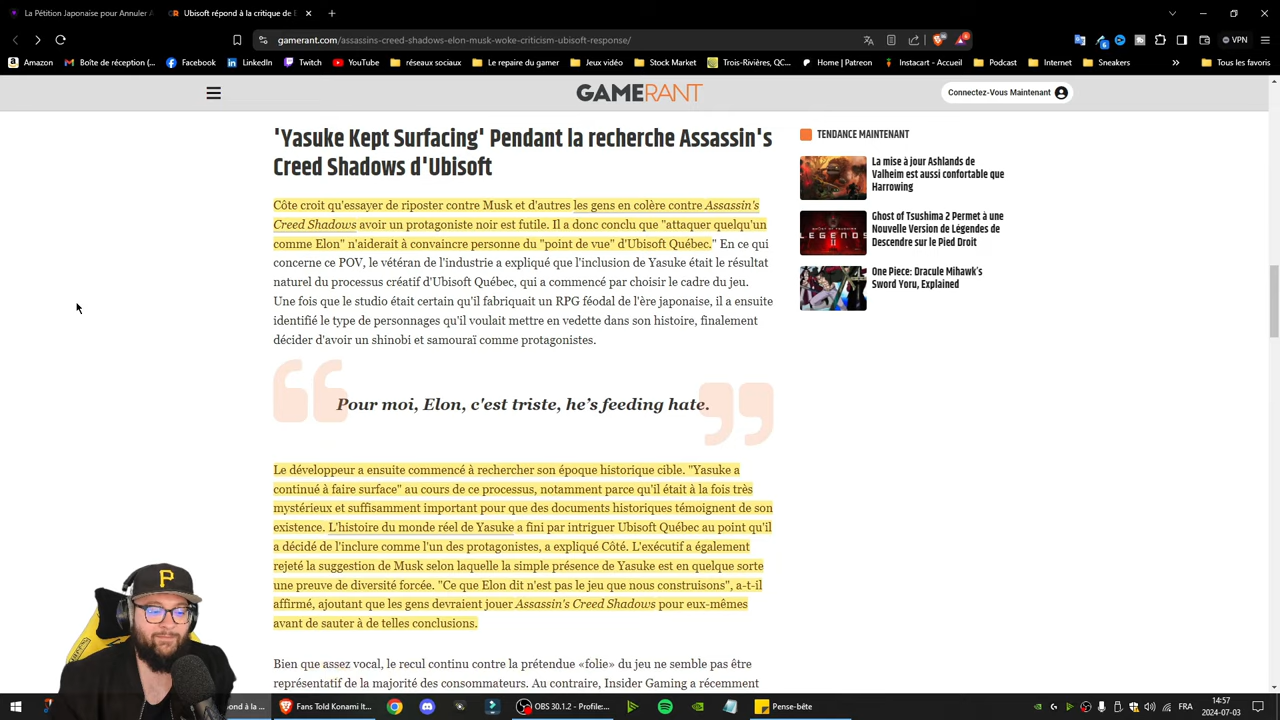 La Pétition Japonaise pour Annuler A
Ubisoft répond à la critique de l
gamerant.com/assassins-creed-shadows-elon-musk-woke-criticism-ubisoft-response/
VPN
Amazon
Boîte de réception (...
Facebook
LinkedIn
Twitch
YouTube
réseaux sociaux
Le repaire du gamer
Jeux vidéo
Stock Market
Trois-Rivières, QC...
Home | Patreon
Instacart - Accueil
Podcast
Internet
Sneakers
Tous les favoris
GAMERANT
Connectez-Vous Maintenant
'Yasuke Kept Surfacing' Pendant la recherche Assassin's
Creed Shadows d'Ubisoft
Côte croit qu'essayer de riposter contre Musk et d'autres les gens en colère contre Assassin's
Creed Shadows avoir un protagoniste noir est futile. Il a donc conclu que "attaquer quelqu'un
comme Elon" n'aiderait à convaincre personne du "point de vue" d'Ubisoft Québec." En ce qui
concerne ce POV, le vétéran de l'industrie a expliqué que l'inclusion de Yasuke était le résultat
naturel du processus créatif d'Ubisoft Québec, qui a commencé par choisir le cadre du jeu.
Une fois que le studio était certain qu'il fabriquait un RPG féodal de l'ère japonaise, il a ensuite
identifié le type de personnages qu'il voulait mettre en vedette dans son histoire, finalement
décider d'avoir un shinobi et samouraï comme protagonistes.
Pour moi, Elon, c'est triste, he's feeding hate.
Le développeur a ensuite commencé à rechercher son époque historique cible. "Yasuke a
continué à faire surface" au cours de ce processus, notamment parce qu'il était à la fois très
mystérieux et suffisamment important pour que des documents historiques témoignent de son
existence. L'histoire du monde réel de Yasuke a fini par intriguer Ubisoft Québec au point qu'il
a décidé de l'inclure comme l'un des protagonistes, a expliqué Côté. L'exécutif a également
rejeté la suggestion de Musk selon laquelle la simple présence de Yasuke est en quelque sorte
une preuve de diversité forcée. "Ce que Elon dit n'est pas le jeu que nous construisons", a-t-il
affirmé, ajoutant que les gens devraient jouer Assassin's Creed Shadows pour eux-mêmes
avant de sauter à de telles conclusions.
Bien que assez vocal, le recul continu contre la prétendue «folie» du jeu ne semble pas être
représentatif de la majorité des consommateurs. Au contraire, Insider Gaming a récemment
TENDANCE MAINTENANT
La mise à jour Ashlands de
Valheim est aussi confortable que
Harrowing
Ghost of Tsushima 2 Permet à une
Nouvelle Version de Légendes de
Descendre sur le Pied Droit
LEGENDS
II
One Piece: Dracule Mihawk's
Sword Yoru, Explained
P
ond à la ...
Fans Told Konami It...
OBS 30.1.2 - Profile:...
Pense-bête
FR
14:57
2024-07-03